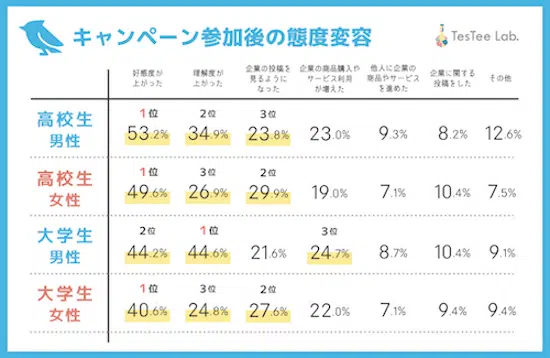 キャンペーン参加後の態度変容
TesTee Lab.
好感度が
上がった
理解度が
上がった
企業の投稿を
見るように
なった
企業の商品購入や
サービス利用が
増えた
他人に企業の
商品やサービスを
進めた
企業に関する
投稿をした
その他
高校生
男性
1位 2位 3位
53.2% 34.9% 23.8% 23.0% 9.3% 8.2% 12.6%
高校生
女性
1位 3位 2位
49.6% 26.9% 29.9% 19.0% 7.1% 10.4% 7.5%
大学生
男性
2位 1位 3位
44.2% 44.6% 21.6% 24.7% 8.7% 10.4% 9.1%
大学生
女性
1位 3位 2位
40.6% 24.8% 27.6% 22.0% 7.1% 9.4% 9.4%